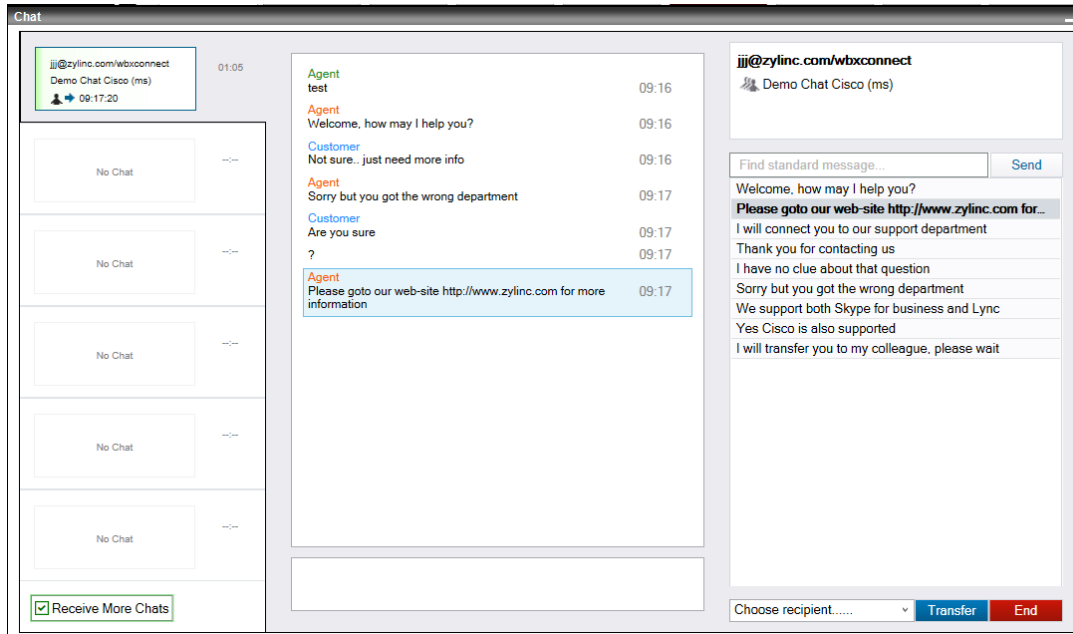 Chat
jjj@zylinc.com/wbxconnect
01:05
Demo Chat Cisco (ms)
09:17:20
No Chat
--:--
No Chat
--:--
No Chat
--:--
No Chat
--:--
No Chat
--:--
Receive More Chats
Agent
test 09:16
Agent
Welcome, how may I help you? 09:16
Customer
Not sure.. just need more info 09:16
Agent
Sorry but you got the wrong department 09:17
Customer
Are you sure 09:17
? 09:17
Agent
Please goto our web-site http://www.zylinc.com for more 09:17
information
jjj@zylinc.com/wbxconnect
Demo Chat Cisco (ms)
Find standard message... Send
Welcome, how may I help you?
Please goto our web-site http://www.zylinc.com for...
I will connect you to our support department
Thank you for contacting us
I have no clue about that question
Sorry but you got the wrong department
We support both Skype for business and Lync
Yes Cisco is also supported
I will transfer you to my colleague, please wait
Choose recipient...... Transfer End